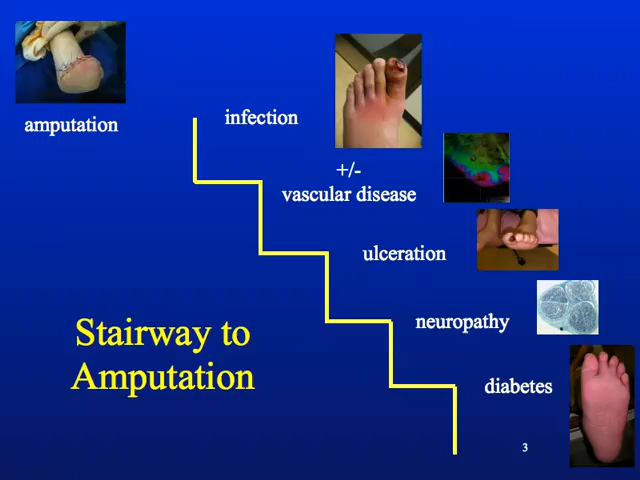 amputation
infection
+/-
vascular disease
ulceration
neuropathy
diabetes
Stairway to
Amputation
3